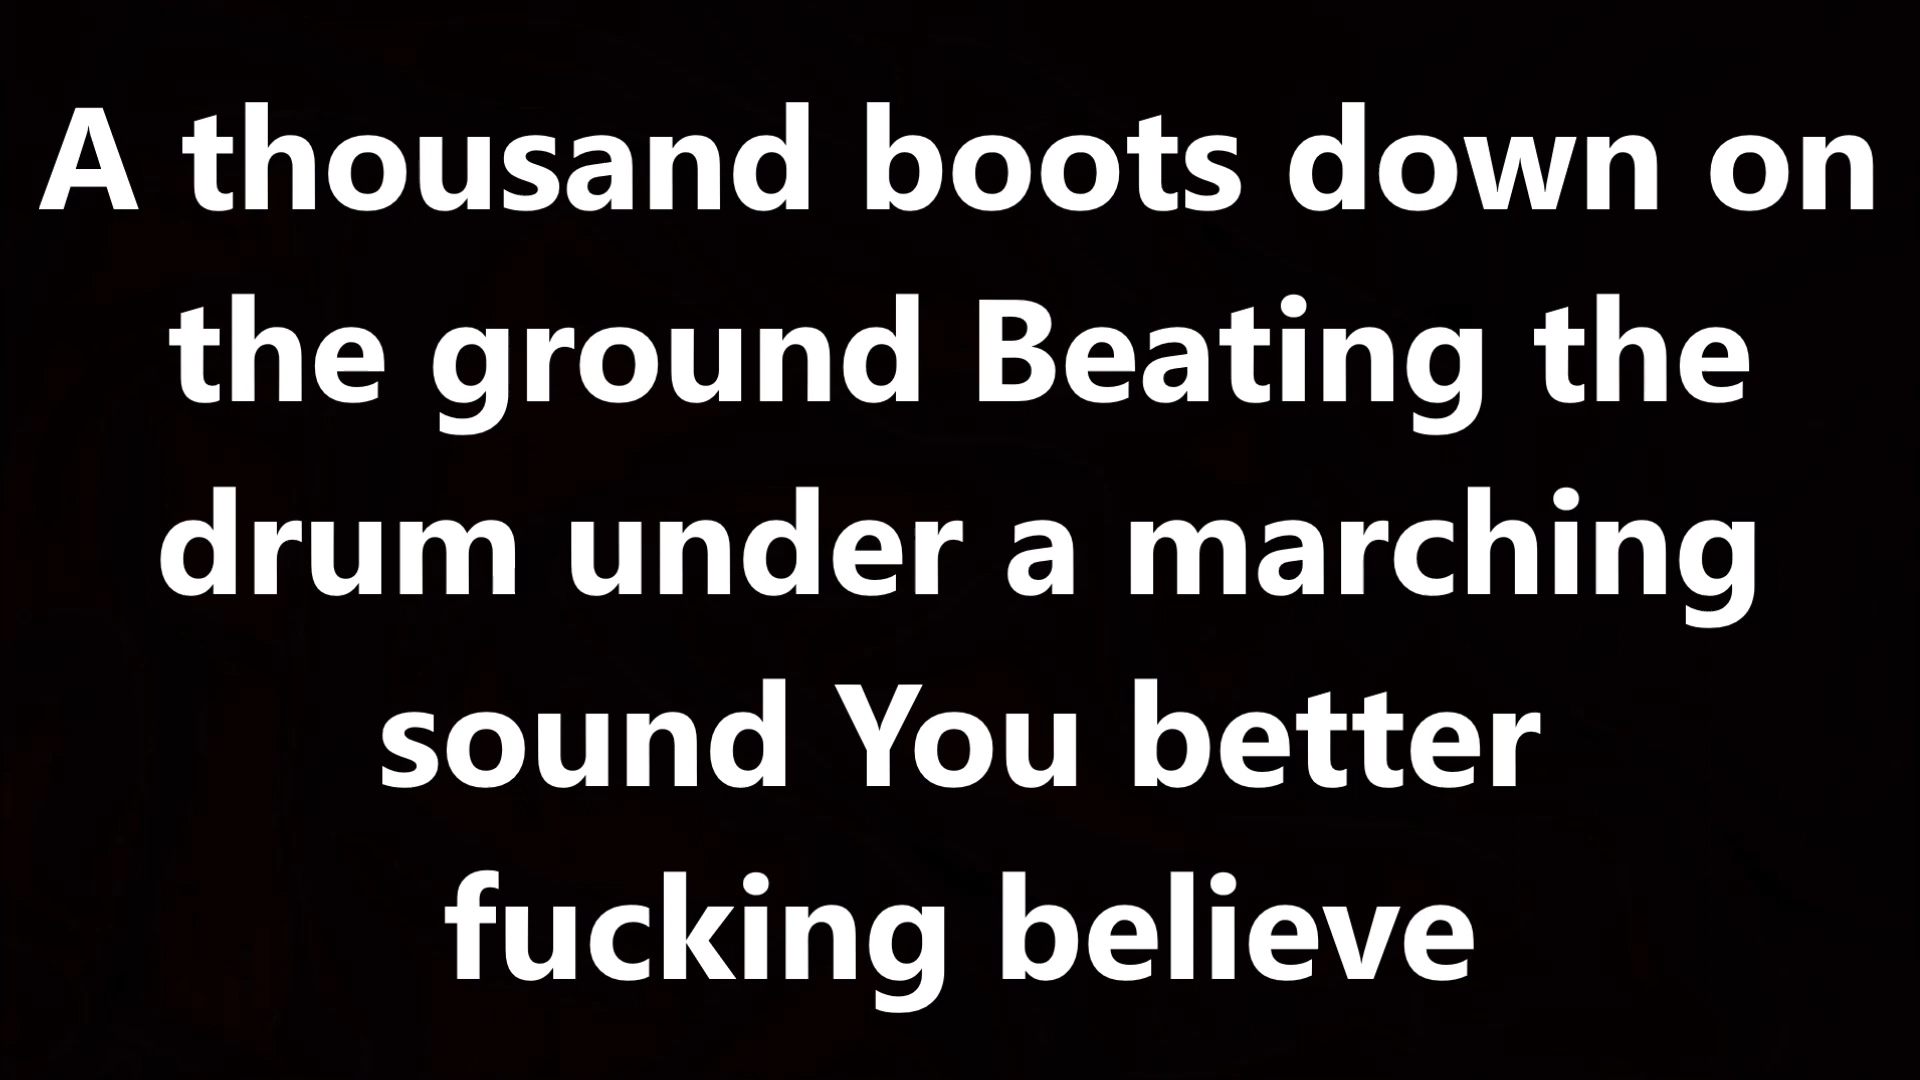 A thousand boots down on
the ground Beating the
drum under a marching
sound You better
fucking believe